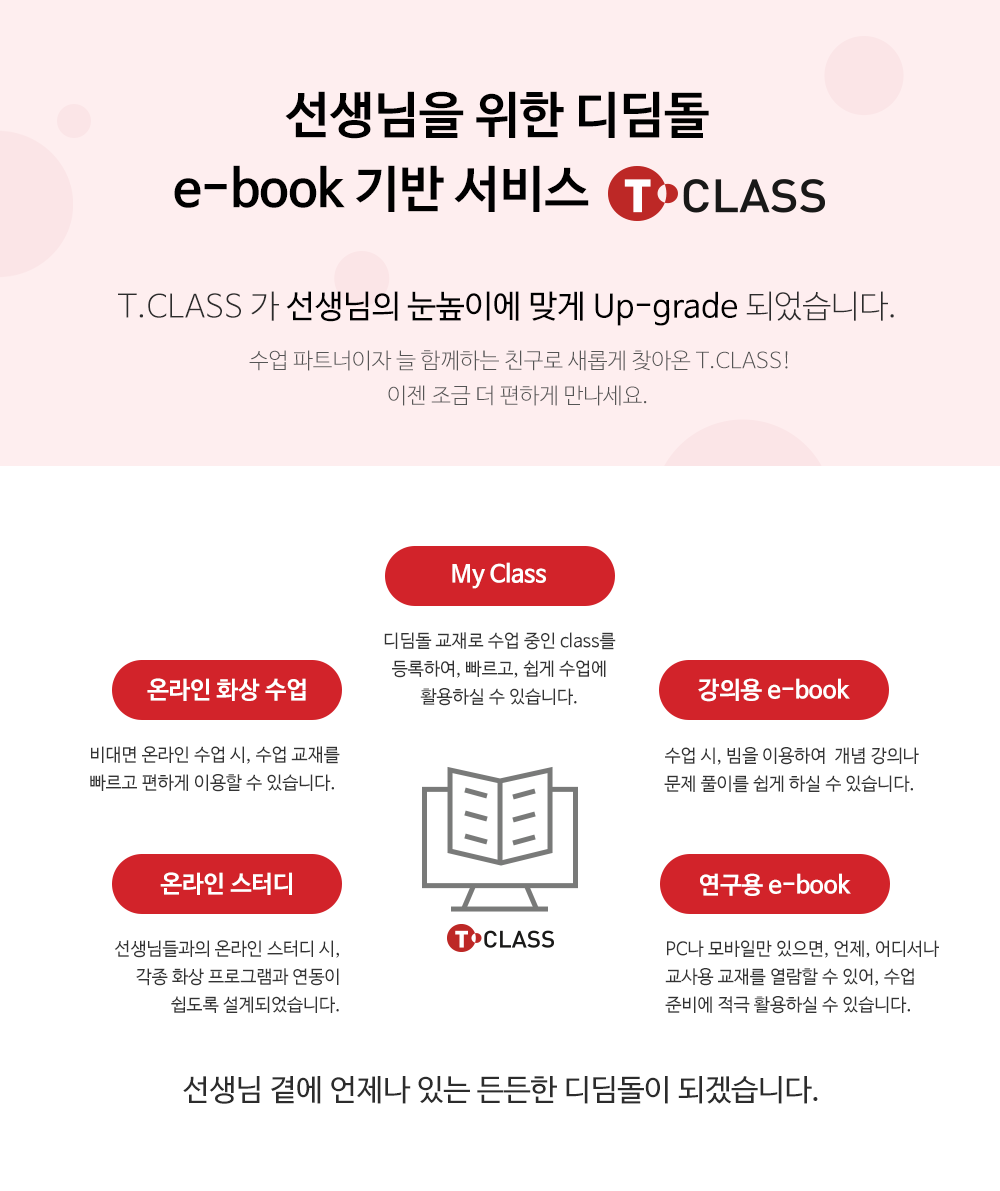 선생님을 위한 디딤돌
e-book 기반 서비스 T CLASS
T.CLASS 가 선생님의 눈높이에 맞게 Up-grade 되었습니다.
수업 파트너이자 늘 함께하는 친구로 새롭게 찾아온 T.CLASS!
이젠 조금 더 편하게 만나세요.
My Class
디딤돌 교재로 수업 중인 class를
등록하여, 빠르고, 쉽게 수업에
활용하실 수 있습니다.
온라인 화상 수업
비대면 온라인 수업 시, 수업 교재를
빠르고 편하게 이용할 수 있습니다.
강의용 e-book
수업 시, 빔을 이용하여 개념 강의나
문제 풀이를 쉽게 하실 수 있습니다.
온라인 스터디
선생님들과의 온라인 스터디 시,
각종 화상 프로그램과 연동이
쉽도록 설계되었습니다.
T CLASS
연구용 e-book
PC나 모바일만 있으면, 언제, 어디서나
교사용 교재를 열람할 수 있어, 수업
준비에 적극 활용하실 수 있습니다.
선생님 곁에 언제나 있는 든든한 디딤돌이 되겠습니다.